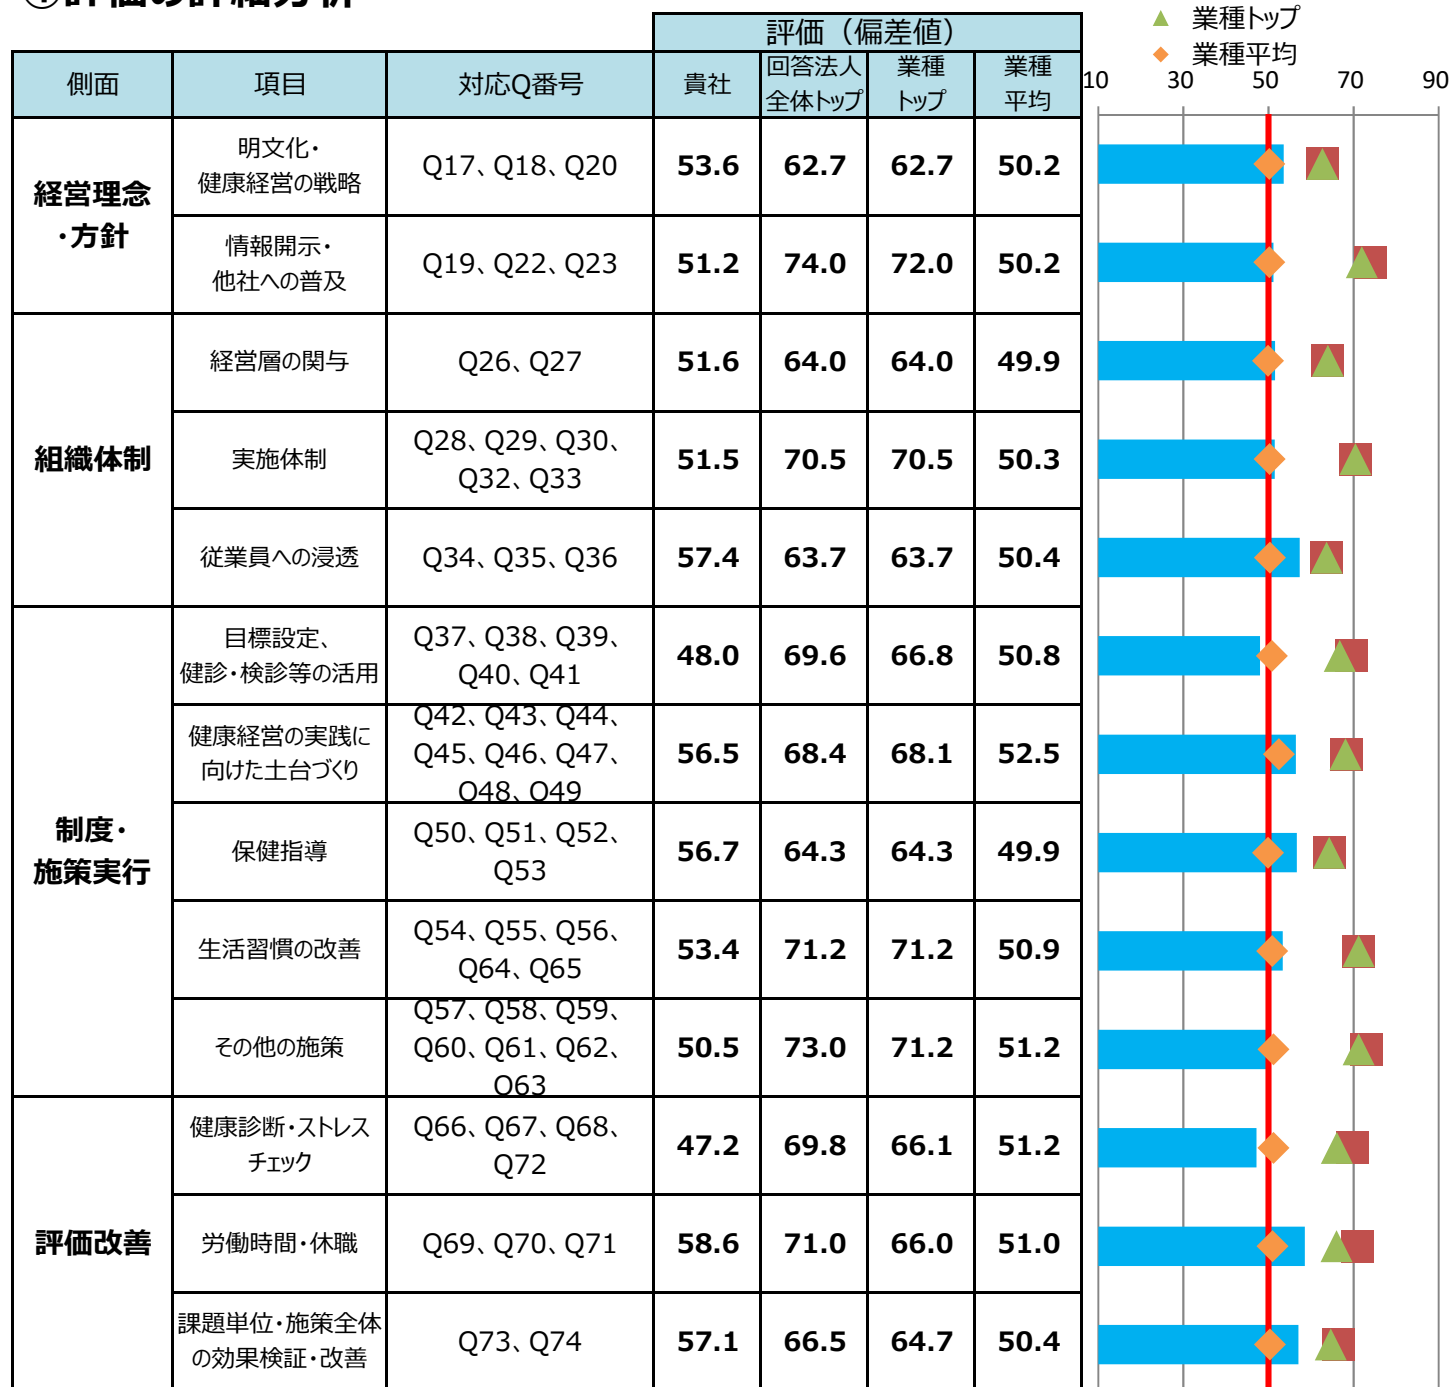 ①評価の詳細分析
評価（偏差値）
側面 項目 対応Q番号 貴社 回答法人 業種 業種
全体トップ トップ 平均
▲ 業種トップ
◆ 業種平均
10 30 50 70 90
経営理念
・方針
明文化・
健康経営の戦略
Q17、Q18、Q20 53.6 62.7 62.7 50.2
情報開示・
他社への普及
Q19、Q22、Q23 51.2 74.0 72.0 50.2
組織体制
経営層の関与 Q26、Q27 51.6 64.0 64.0 49.9
実施体制
Q28、Q29、Q30、
Q32、Q33
51.5 70.5 70.5 50.3
従業員への浸透 Q34、Q35、Q36 57.4 63.7 63.7 50.4
制度・
施策実行
目標設定、
健診・検診等の活用
Q37、Q38、Q39、
Q40、Q41
48.0 69.6 66.8 50.8
健康経営の実践に
向けた土台づくり
Q42、Q43、Q44、
Q45、Q46、Q47、
Q48、Q49
56.5 68.4 68.1 52.5
保健指導
Q50、Q51、Q52、
Q53
56.7 64.3 64.3 49.9
生活習慣の改善
Q54、Q55、Q56、
Q64、Q65
53.4 71.2 71.2 50.9
その他の施策
Q57、Q58、Q59、
Q60、Q61、Q62、
Q63
50.5 73.0 71.2 51.2
評価改善
健康診断・ストレス
チェック
Q66、Q67、Q68、
Q72
47.2 69.8 66.1 51.2
労働時間・休職 Q69、Q70、Q71 58.6 71.0 66.0 51.0
課題単位・施策全体
の効果検証・改善
Q73、Q74 57.1 66.5 64.7 50.4